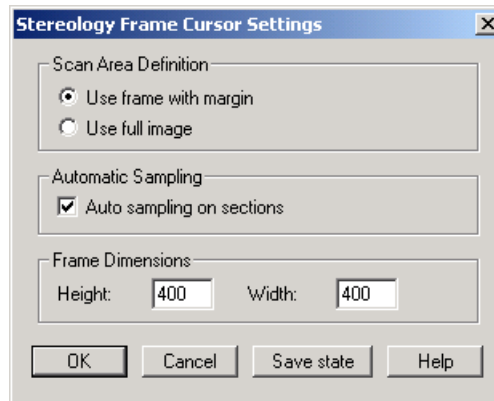 Stereology Frame Cursor Settings
Scan Area Definition
Use frame with margin
Use full image
Automatic Sampling
Auto sampling on sections
Frame Dimensions
Height: 400 Width: 400
OK Cancel Save state Help